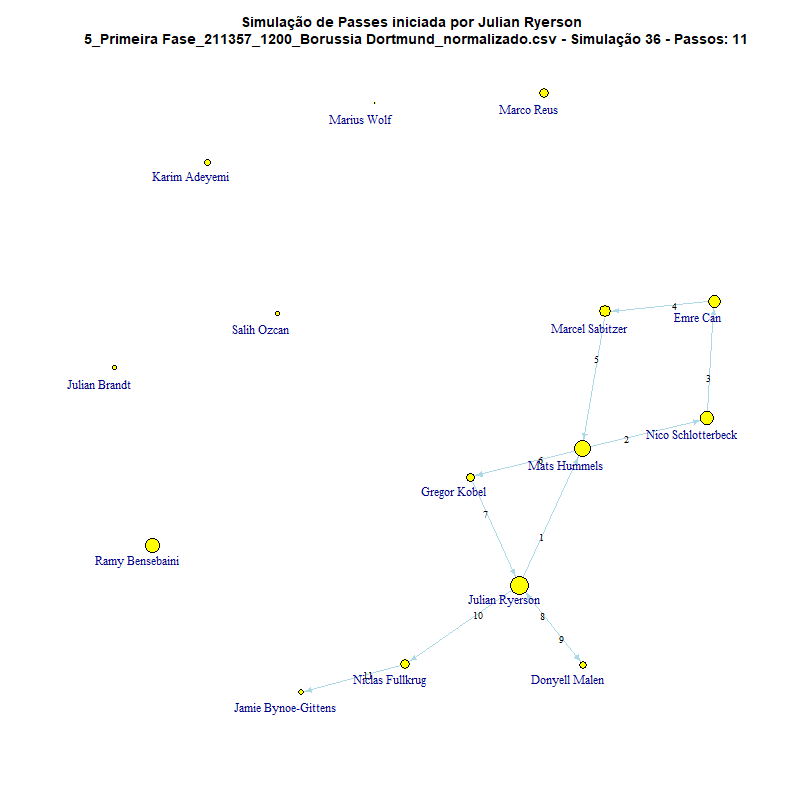 Simulação de Passes iniciada por Julian Ryerson
5_Primeira Fase_211357_1200_Borussia Dortmund_normalizado.csv - Simulação 36 - Passos: 11
Marco Reus
Marius Wolf
Karim Adeyemi
4
Emre Can
Marcel Sabitzer
Salih Ozcan
5
3
Julian Brandt
2
Nico Schlotterbeck
6
Mats Hummels
Gregor Kobel
7
1
Ramy Bensebaini
Julian Ryerson
10
8
9
11
Niclas Fullkrug
Donyell Malen
Jamie Bynoe-Gittens